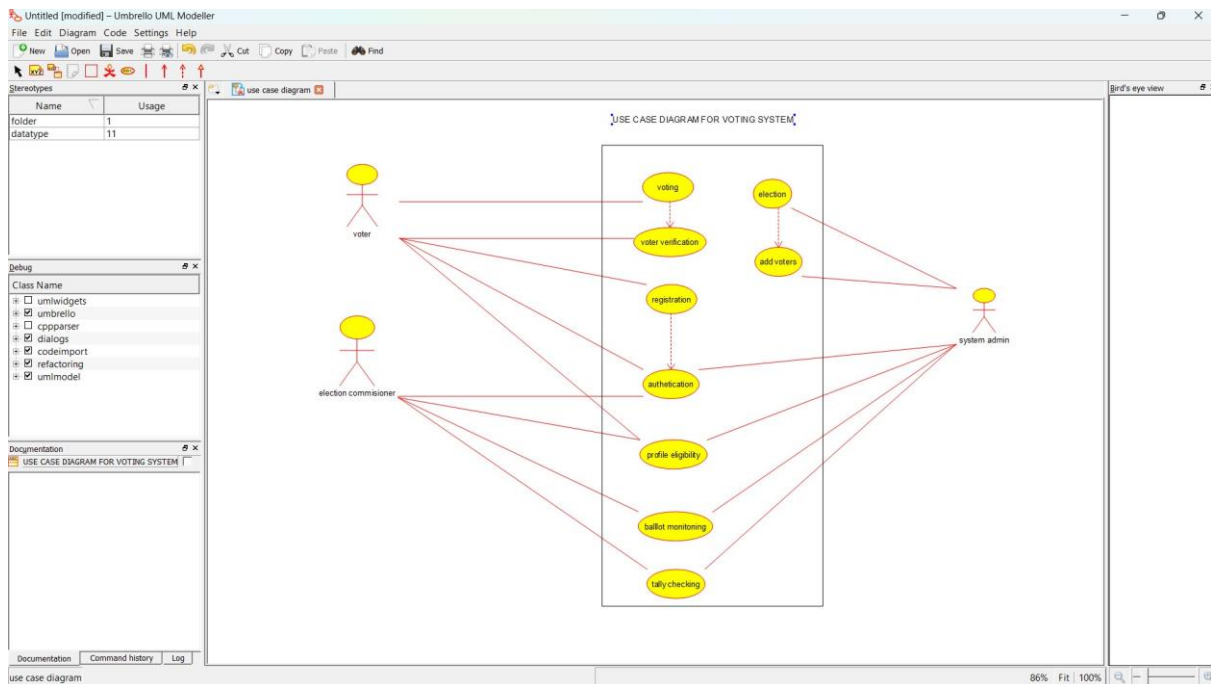 Untitled [modified] – Umbrello UML Modeller
File Edit Diagram Code Settings Help
New Open Save Cut Copy Paste Find
Stereotypes
use case diagram
Bird's eye view
Name Usage
folder 1
datatype 11
USE CASE DIAGRAM FOR VOTING SYSTEM
voting
election
voter
voter verification
add voters
Debug
Class Name
umlwidgets
umbrello
cppparser
dialogs
codeimport
refactoring
umlmodel
registration
system admin
authetication
election commisioner
Documentation
USE CASE DIAGRAM FOR VOTING SYSTEM
profile eligibility
balllot monitoning
tally checking
Documentation Command history Log
use case diagram
86% Fit 100%